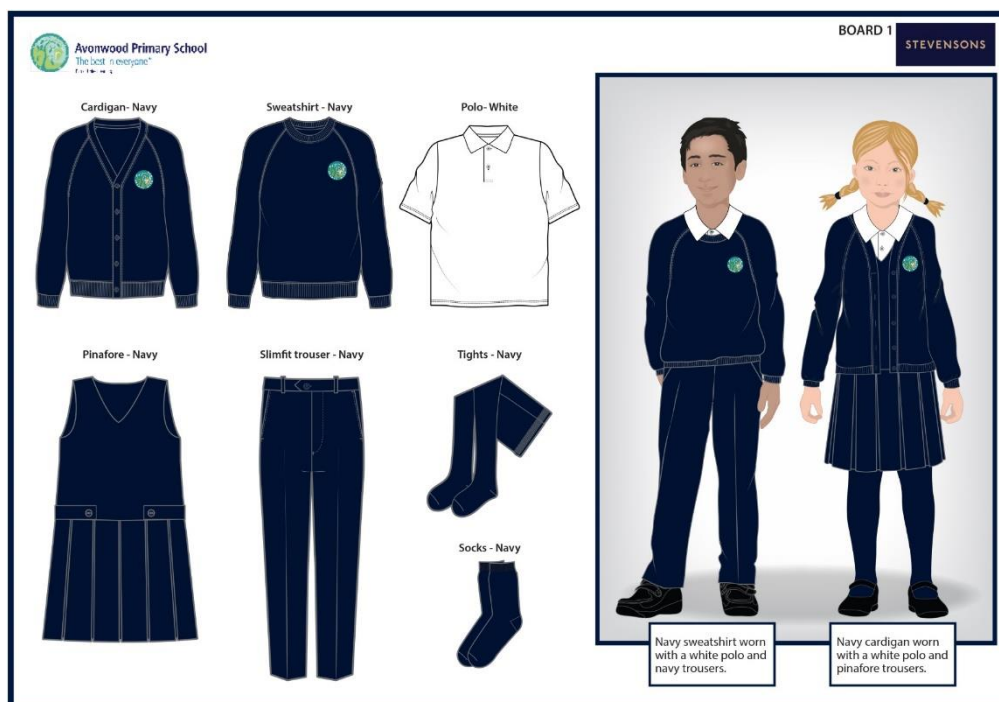 Avonwood Primary School
The best in everyone™
BOARD 1
STEVENSONS
Cardigan- Navy
Sweatshirt - Navy
Polo- White
Pinafore - Navy
Slimfit trouser - Navy
Tights - Navy
Socks - Navy
Navy sweatshirt worn
with a white polo and
navy trousers.
Navy cardigan worn
with a white polo and
pinafore trousers.